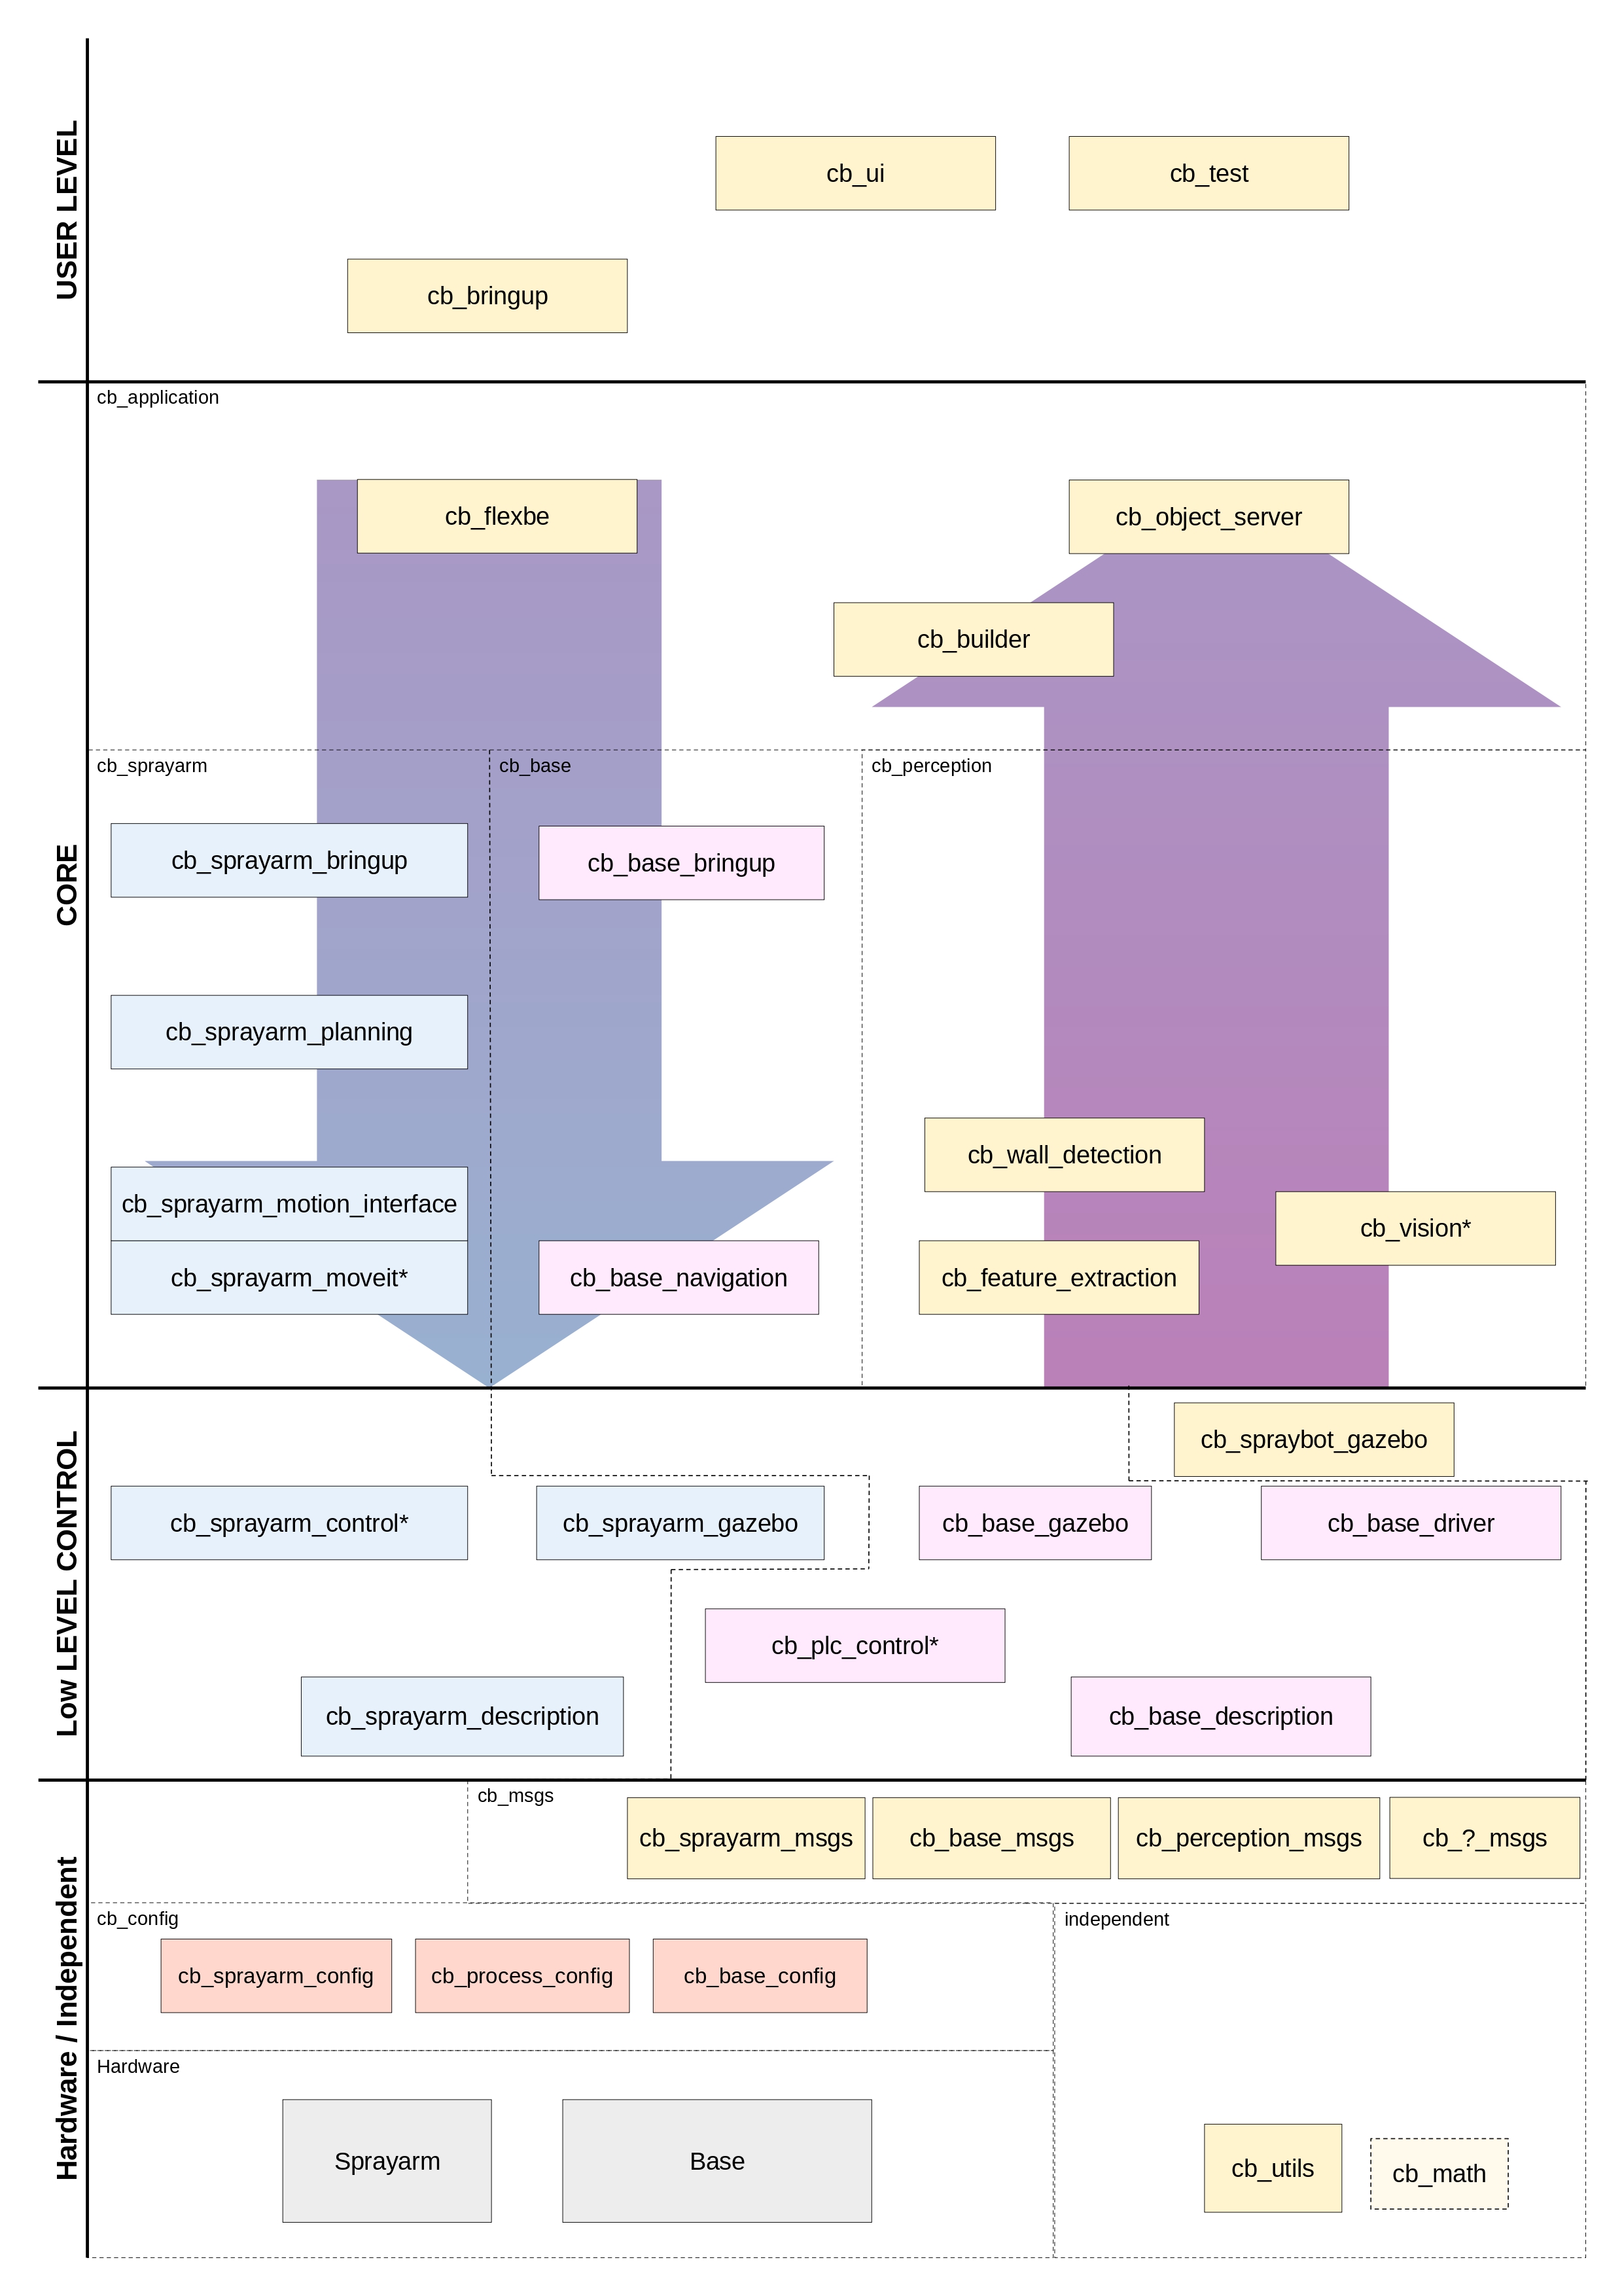 USER LEVEL
cb_ui
cb_test
cb_bringup
CORE
cb_application
cb_flexbe
cb_object_server
cb_builder
cb_sprayarm
cb_base
cb_perception
cb_sprayarm_bringup
cb_base_bringup
cb_sprayarm_planning
cb_wall_detection
cb_sprayarm_motion_interface
cb_vision*
cb_sprayarm_moveit*
cb_base_navigation
cb_feature_extraction
Low LEVEL CONTROL
cb_spraybot_gazebo
cb_sprayarm_control*
cb_sprayarm_gazebo
cb_base_gazebo
cb_base_driver
cb_plc_control*
cb_sprayarm_description
cb_base_description
Hardware / Independent
cb_msgs
cb_sprayarm_msgs
cb_base_msgs
cb_perception_msgs
cb_?_msgs
cb_config
independent
cb_sprayarm_config
cb_process_config
cb_base_config
Hardware
Sprayarm
Base
cb_utils
cb_math